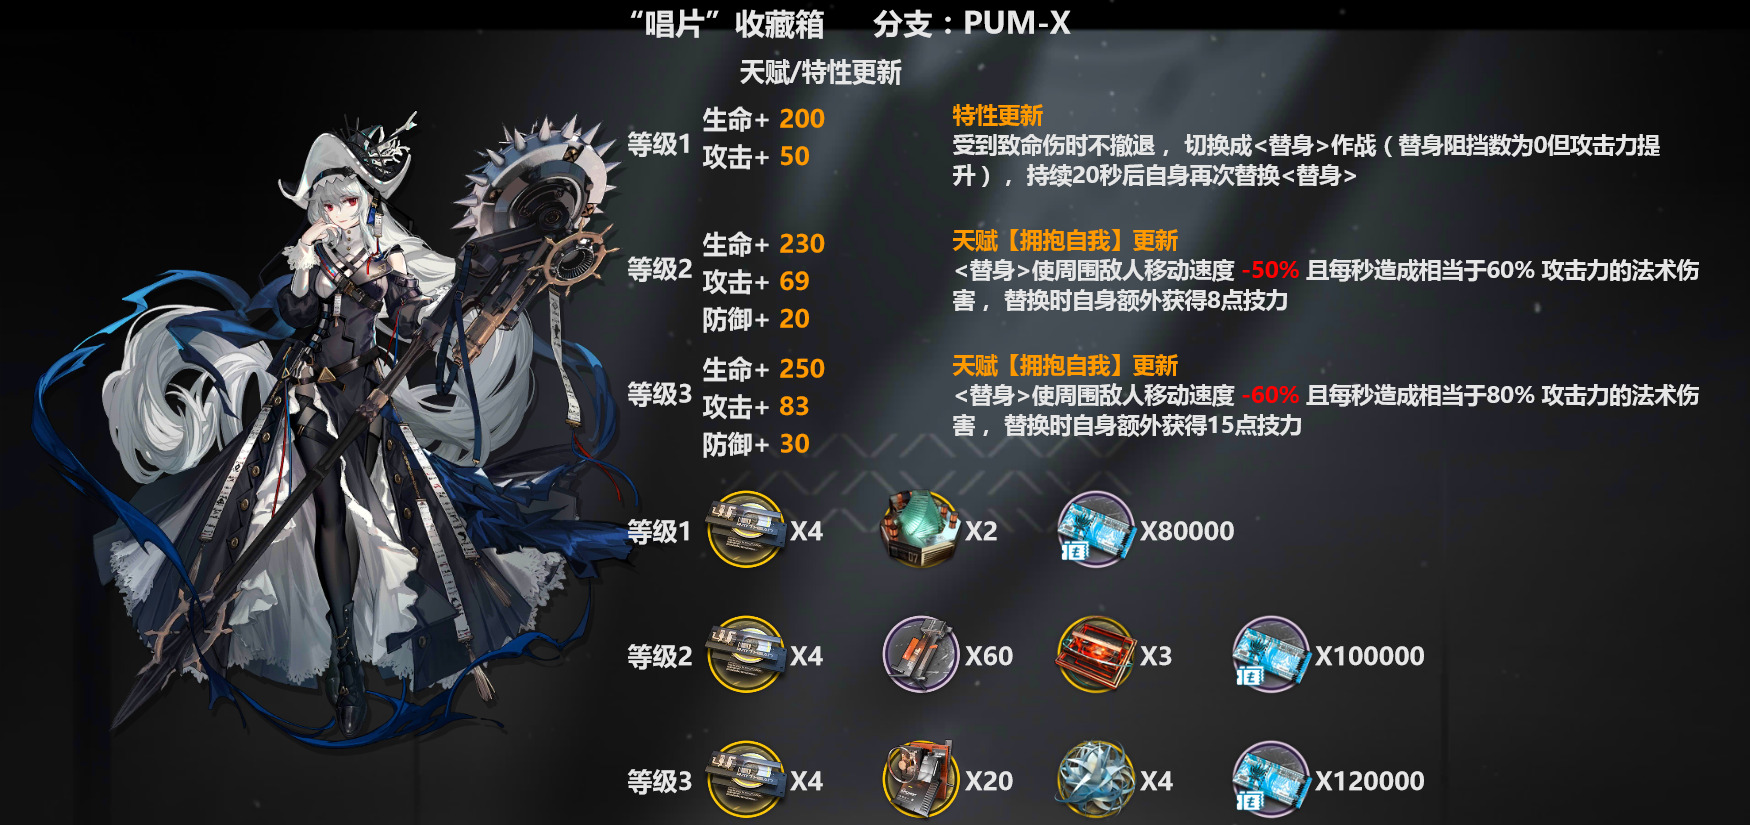 “唱片”收藏箱 分支：PUM-X
天赋/特性更新
等级1
生命+ 200
攻击+ 50
特性更新
受到致命伤时不撤退，切换成<替身>作战（替身阻挡数为0但攻击力提
升），持续20秒后自身再次替换<替身>
等级2
生命+ 230
攻击+ 69
防御+ 20
天赋【拥抱自我】更新
<替身>使周围敌人移动速度 -50% 且每秒造成相当于60% 攻击力的法术伤
害，替换时自身额外获得8点技力
等级3
生命+ 250
攻击+ 83
防御+ 30
天赋【拥抱自我】更新
<替身>使周围敌人移动速度 -60% 且每秒造成相当于80% 攻击力的法术伤
害，替换时自身额外获得15点技力
等级1 X4 X2 X80000
等级2 X4 X60 X3 X100000
等级3 X4 X20 X4 X120000